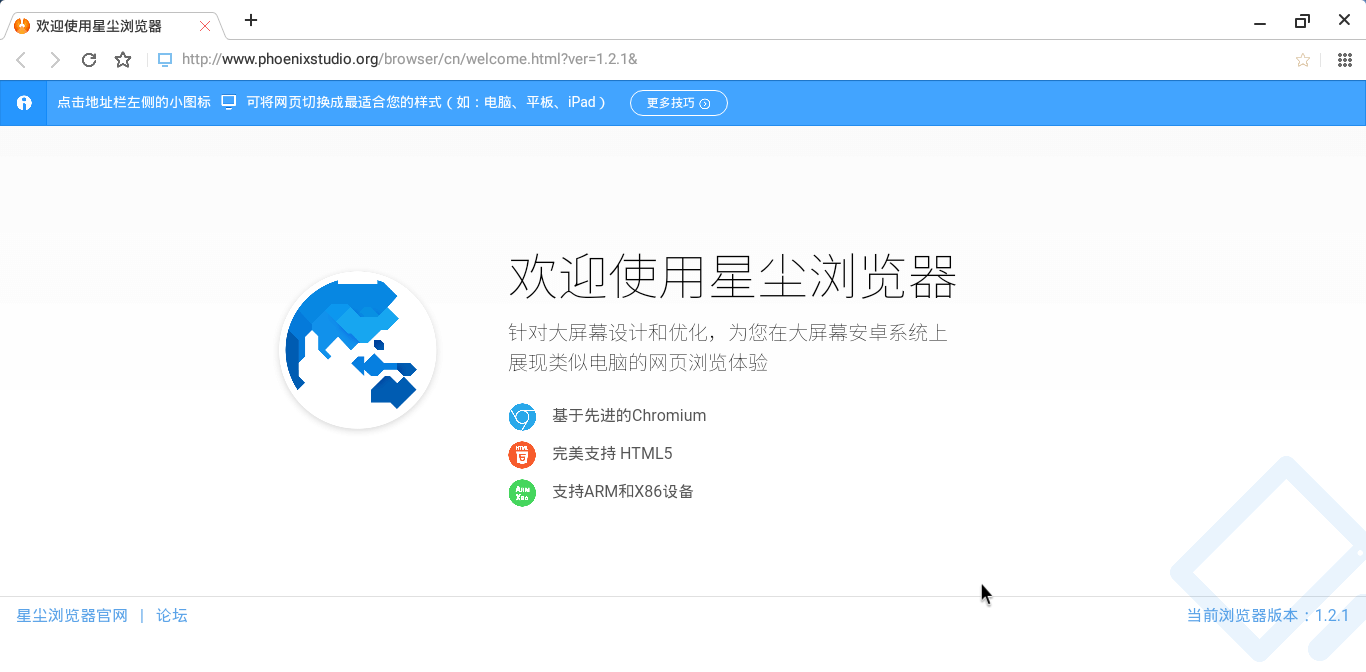 欢迎使用星尘浏览器
http://www.phoenixstudio.org/browser/cn/welcome.html?ver=1.2.1&
点击地址栏左侧的小图标 可将网页切换成最适合您的样式 ( 如 : 电脑、平板、iPad ) 更多技巧
欢迎使用星尘浏览器
针对大屏幕设计和优化，为您在大屏幕安卓系统上
展现类似电脑的网页浏览体验
基于先进的Chromium
HTML 5 完美支持 HTML5
ARM X86 支持ARM和X86设备
星尘浏览器官网 | 论坛 当前浏览器版本 : 1.2.1